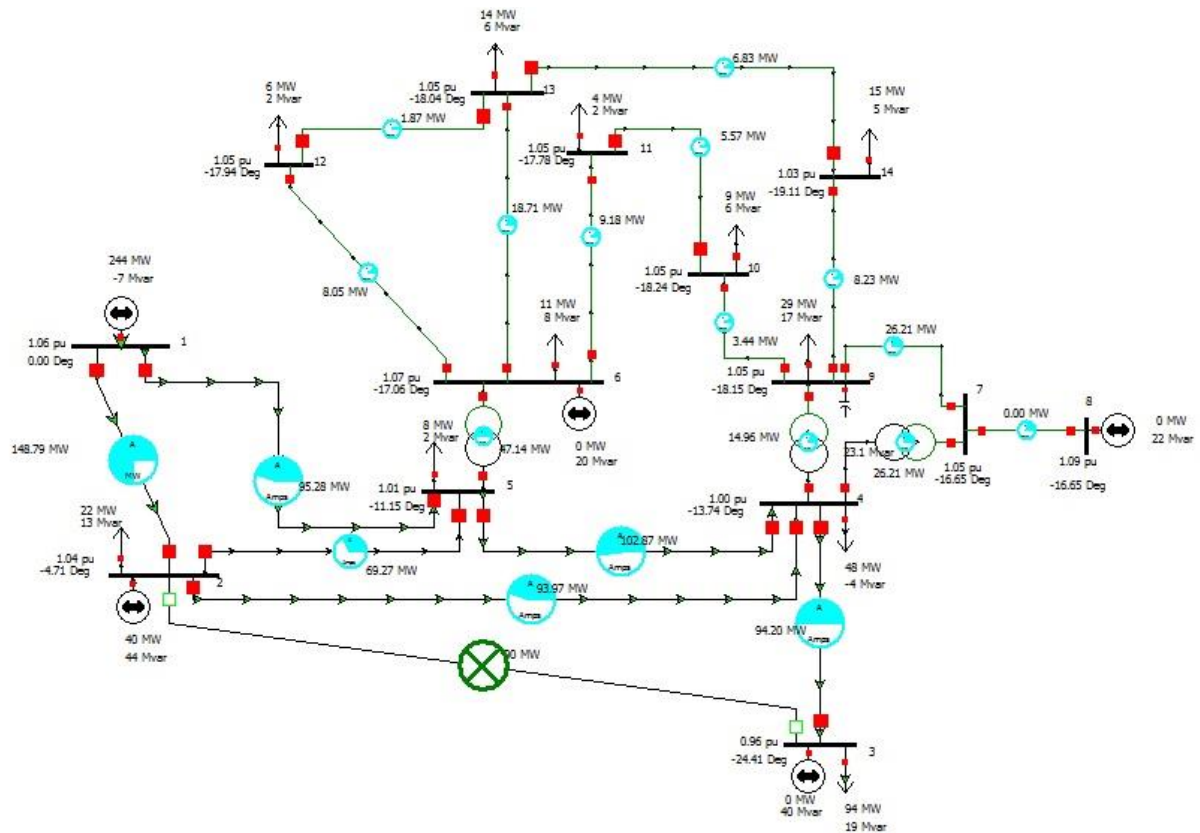 14 MW
6 Mvar
6.83 MW
1.05 pu
-18.04 Deg
13
6 MW
2 Mvar
1.87 MW
4 MW
2 Mvar
5.57 MW
15 MW
5 Mvar
1.05 pu
-17.94 Deg
12
1.05 pu
-17.78 Deg
11
1.03 pu
-19.11 Deg
14
9 MW
6 Mvar
18.71 MW
9.18 MW
244 MW
-7 Mvar
8.05 MW
1.05 pu
-18.24 Deg
10
8.23 MW
11 MW
8 Mvar
29 MW
17 Mvar
3.44 MW
26.21 MW
1.06 pu
0.00 Deg
1
1.07 pu
-17.06 Deg
6
1.05 pu
-18.15 Deg
9
7
8
0.00 MW
0 MW
22 Mvar
148.79 MW
A
MW
95.28 MW
A
Amps
8 MW
2 Mvar
47.14 MW
0 MW
20 Mvar
14.96 MW
23.1 Mvar
26.21 MW
1.05 pu
-16.65 Deg
1.09 pu
-16.65 Deg
1.01 pu
-11.15 Deg
5
1.00 pu
-13.74 Deg
4
22 MW
13 Mvar
A
69.27 MW
A
Amps
102.87 MW
48 MW
-4 Mvar
1.04 pu
-4.71 Deg
2
A
Amps
93.97 MW
A
Amps
94.20 MW
40 MW
44 Mvar
0.96 pu
-24.41 Deg
3
0 MW
40 Mvar
94 MW
19 Mvar